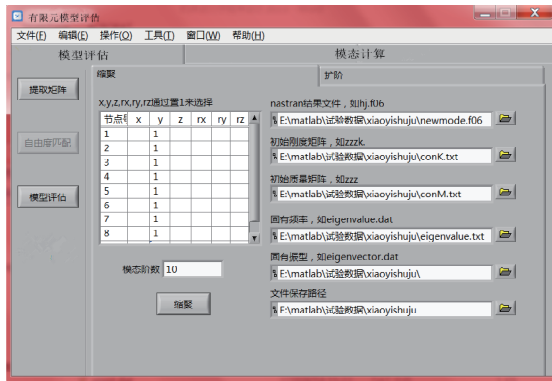 有限元模型评估
文件(F) 编辑(E) 操作(O) 工具(T) 窗口(W) 帮助(H)
模型评估 模态计算
缩聚 扩阶
提取矩阵
自由度匹配
模型评估
x,y,z,rx,ry,rz通过置1来选择
节点号 x y z rx ry rz
1 1
2 1
3 1
4 1
5 1
6 1
7 1
8 1
模态阶数 10
缩聚
nastran结果文件，如hj.f06
E:\matlab\试验数据\xiaoyishuju\newmode.f06
初始刚度矩阵，如zzzk.
E:\matlab\试验数据\xiaoyishuju\conK.txt
初始质量矩阵，如zzz
E:\matlab\试验数据\xiaoyishuju\conM.txt
固有频率，如eigenvalue.dat
E:\matlab\试验数据\xiaoyishuju\eigenvalue.txt
固有振型，如eigenvector.dat
E:\matlab\试验数据\xiaoyishuju\
文件保存路径
E:\matlab\试验数据\xiaoyishuju